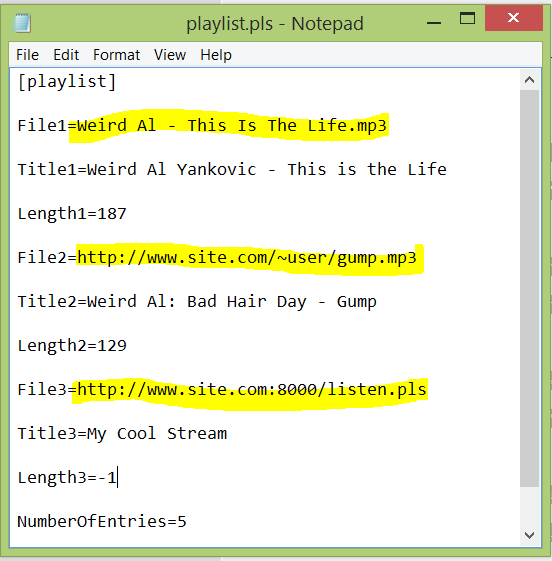 playlist.pls - Notepad
File Edit Format View Help
[playlist]
File1=Weird Al - This Is The Life.mp3
Title1=Weird Al Yankovic - This is the Life
Length1=187
File2=http://www.site.com/~user/gump.mp3
Title2=Weird Al: Bad Hair Day - Gump
Length2=129
File3=http://www.site.com:8000/listen.pls
Title3=My Cool Stream
Length3=-1
NumberOfEntries=5